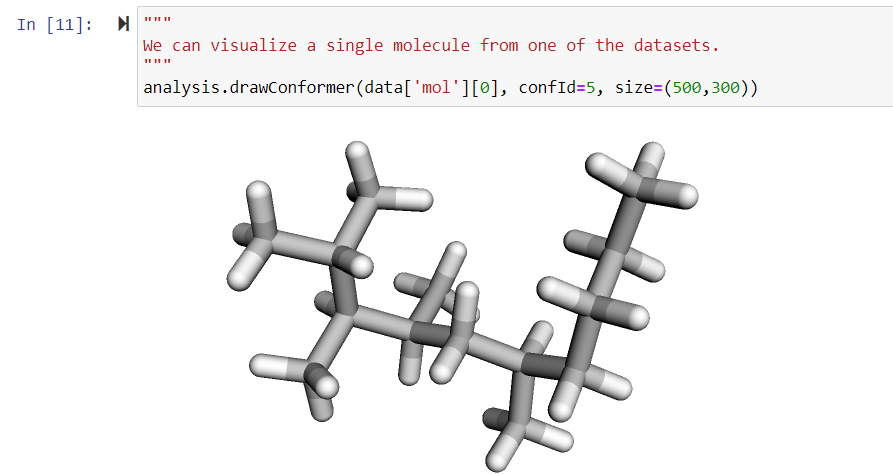 In [11]:
"""
We can visualize a single molecule from one of the datasets.
"""
analysis.drawConformer(data['mol'][0], confId=5, size=(500,300))